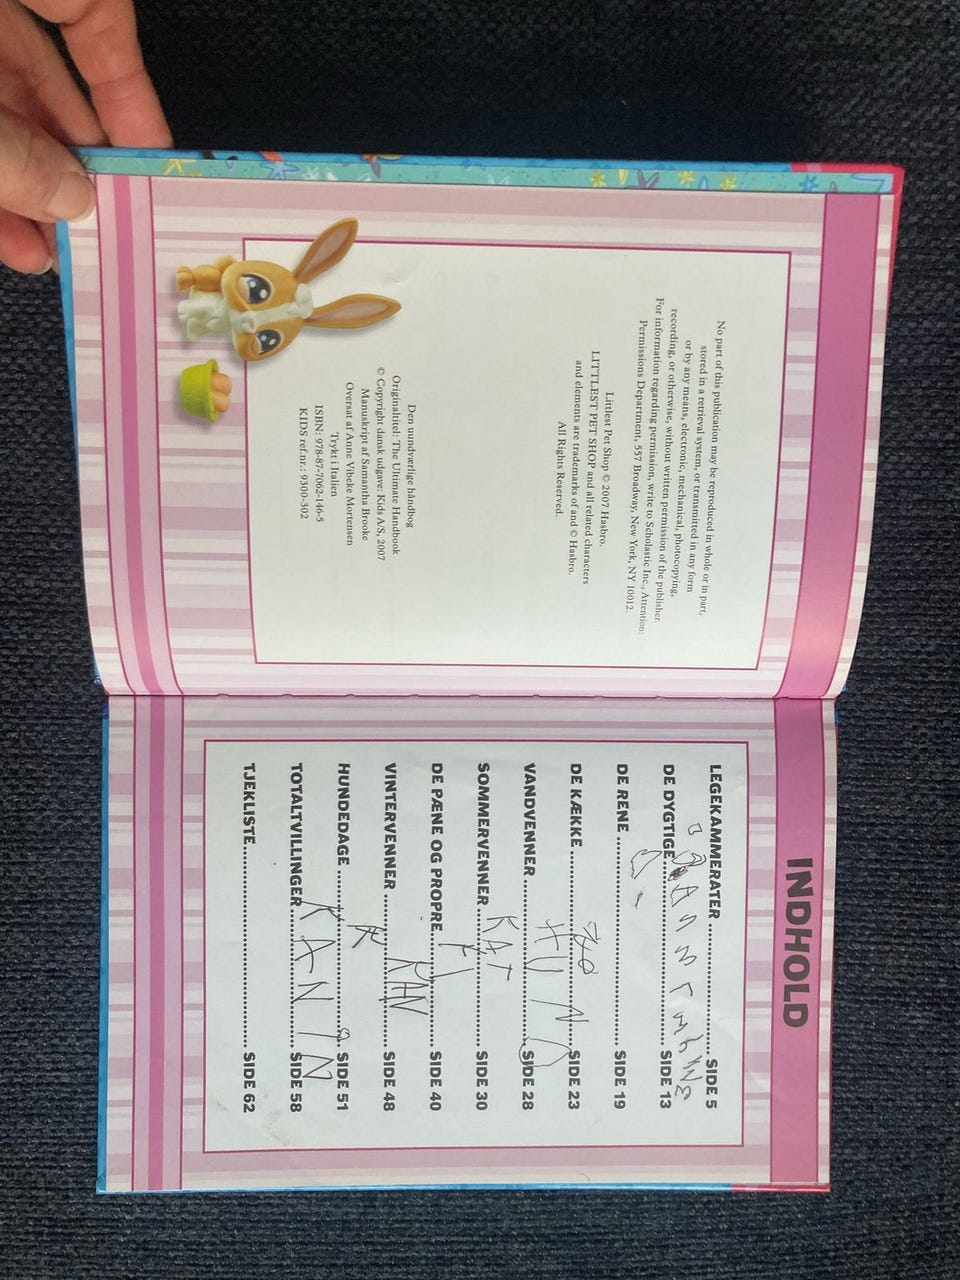 No part of this publication may be reproduced in whole or in part,
stored in a retrieval system, or transmitted in any form
or by any means, electronic, mechanical, photocopying,
recording, or otherwise, without written permission of the publisher.
For information regarding permission, write to Scholastic Inc., Attention:
Permissions Department, 557 Broadway, New York, NY 10012.
Littlest Pet Shop © 2007 Hasbro.
LITTLEST PET SHOP and all related characters
and elements are trademarks of and © Hasbro.
All Rights Reserved.
Den uundværlige håndbog
Originaltitel: The Ultimate Handbook
© Copyright dansk udgave: Kids A/S, 2007
Manuskript af Samantha Brooke
Oversat af Anne Vibeke Mortensen
Trykt i Italien
ISBN: 978-87-7062-146-5
KIDS ref.nr.: 9300-302
INDHOLD
LEGEKAMMERATER ........ SIDE 5
DE DYGTIGE ........ SIDE 13
DE RENE ........ SIDE 19
DE KÆKKE ........ SIDE 23
HUND
VANDVENNER ........ SIDE 28
KAT
SOMMERVENNER ........ SIDE 30
DE PÆNE OG PROPRE ........ SIDE 40
KAN
VINTERVENNER ........ SIDE 48
HUNDEDAGE ........ SIDE 51
KANIN
TOTALTVILLINGER ........ SIDE 58
TJEKLISTE ........ SIDE 62